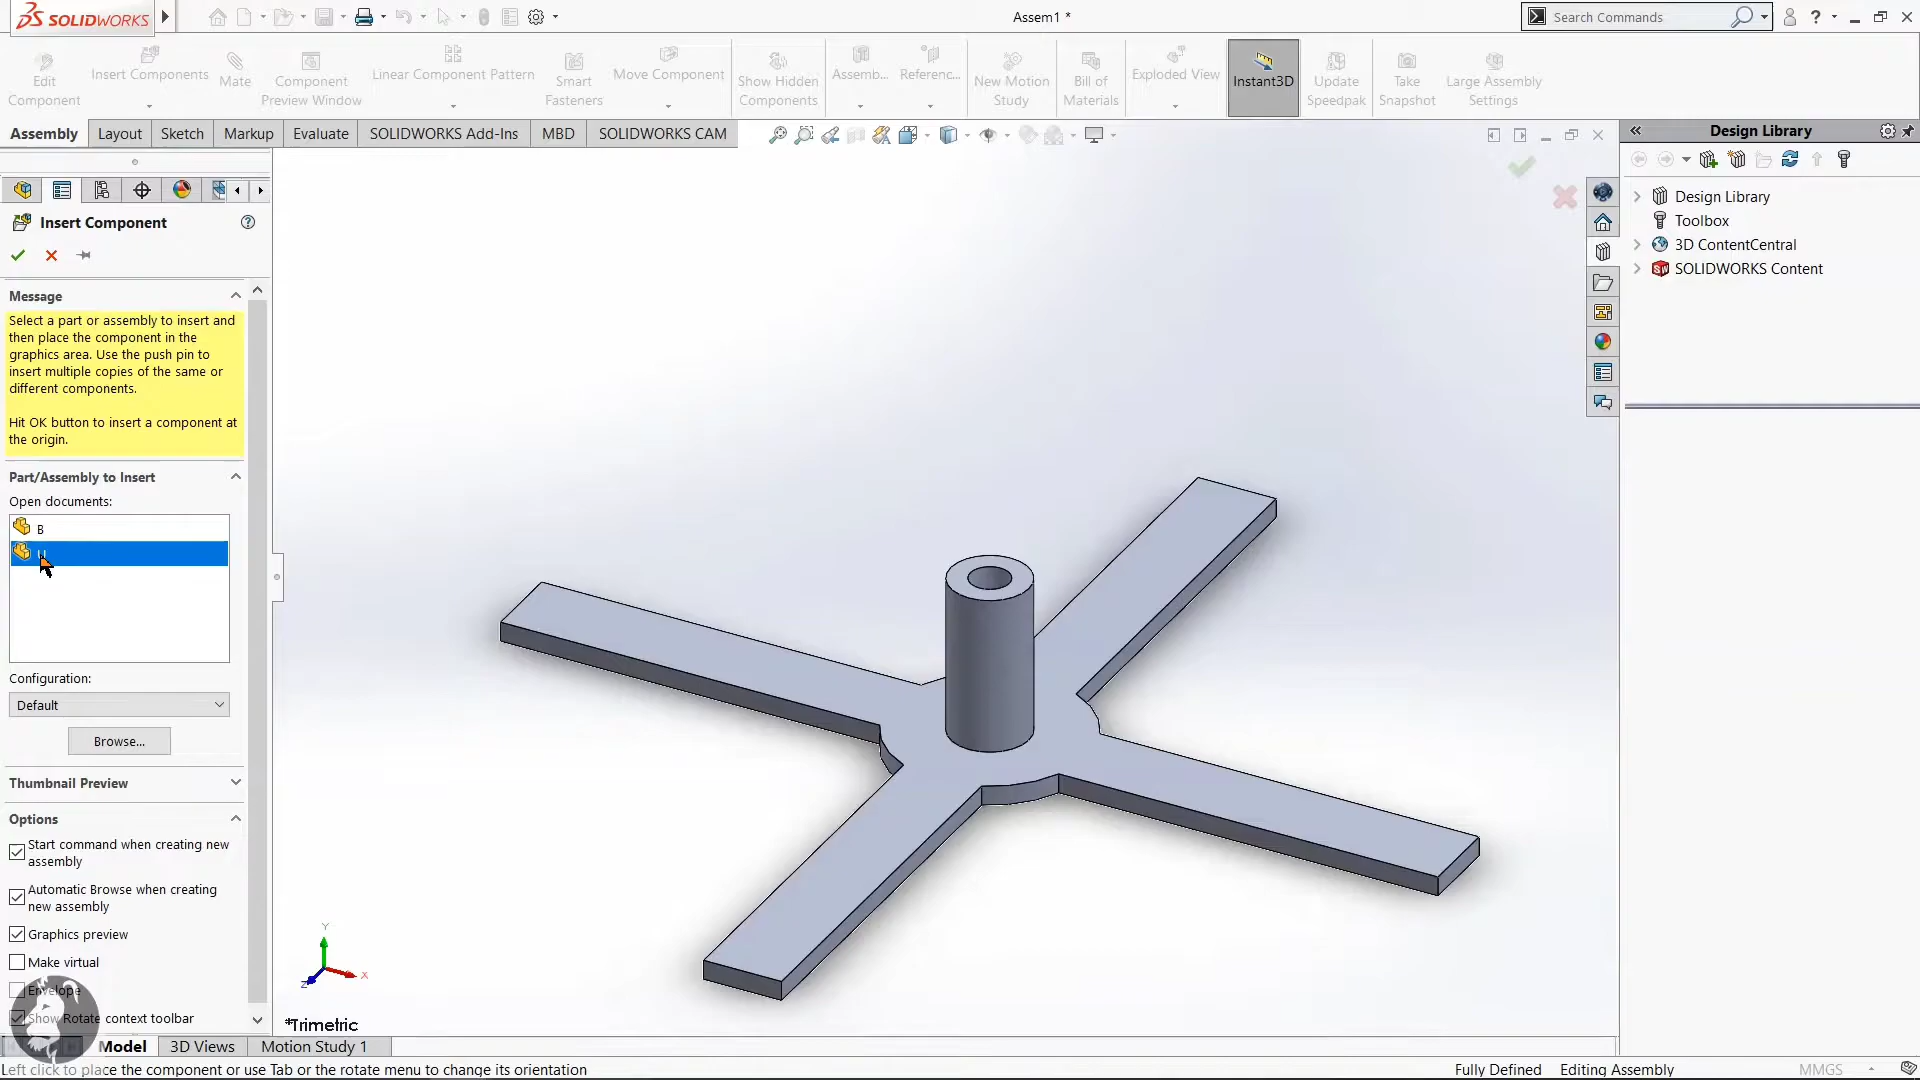 SOLIDWORKS
Assem1 *
Search Commands
Edit
Component
Insert Components
Mate
Component
Preview Window
Linear Component Pattern
Smart
Fasteners
Move Component
Show Hidden
Components
Assemb...
Referenc...
New Motion
Study
Bill of
Materials
Exploded View
Instant3D
Update
Speedpak
Take
Snapshot
Large Assembly
Settings
Assembly
Layout
Sketch
Markup
Evaluate
SOLIDWORKS Add-Ins
MBD
SOLIDWORKS CAM
Design Library
Insert Component
Message
Select a part or assembly to insert and
then place the component in the
graphics area. Use the push pin to
insert multiple copies of the same or
different components.
Hit OK button to insert a component at
the origin.
Part/Assembly to Insert
Open documents:
B
Configuration:
Default
Browse...
Thumbnail Preview
Options
Start command when creating new
assembly
Automatic Browse when creating
new assembly
Graphics preview
Make virtual
Envelope
Show Rotate context toolbar
Design Library
Toolbox
3D ContentCentral
SOLIDWORKS Content
Y
X
Z
*Trimetric
Model
3D Views
Motion Study 1
Left click to place the component or use Tab or the rotate menu to change its orientation
Fully Defined
Editing Assembly
MMGS